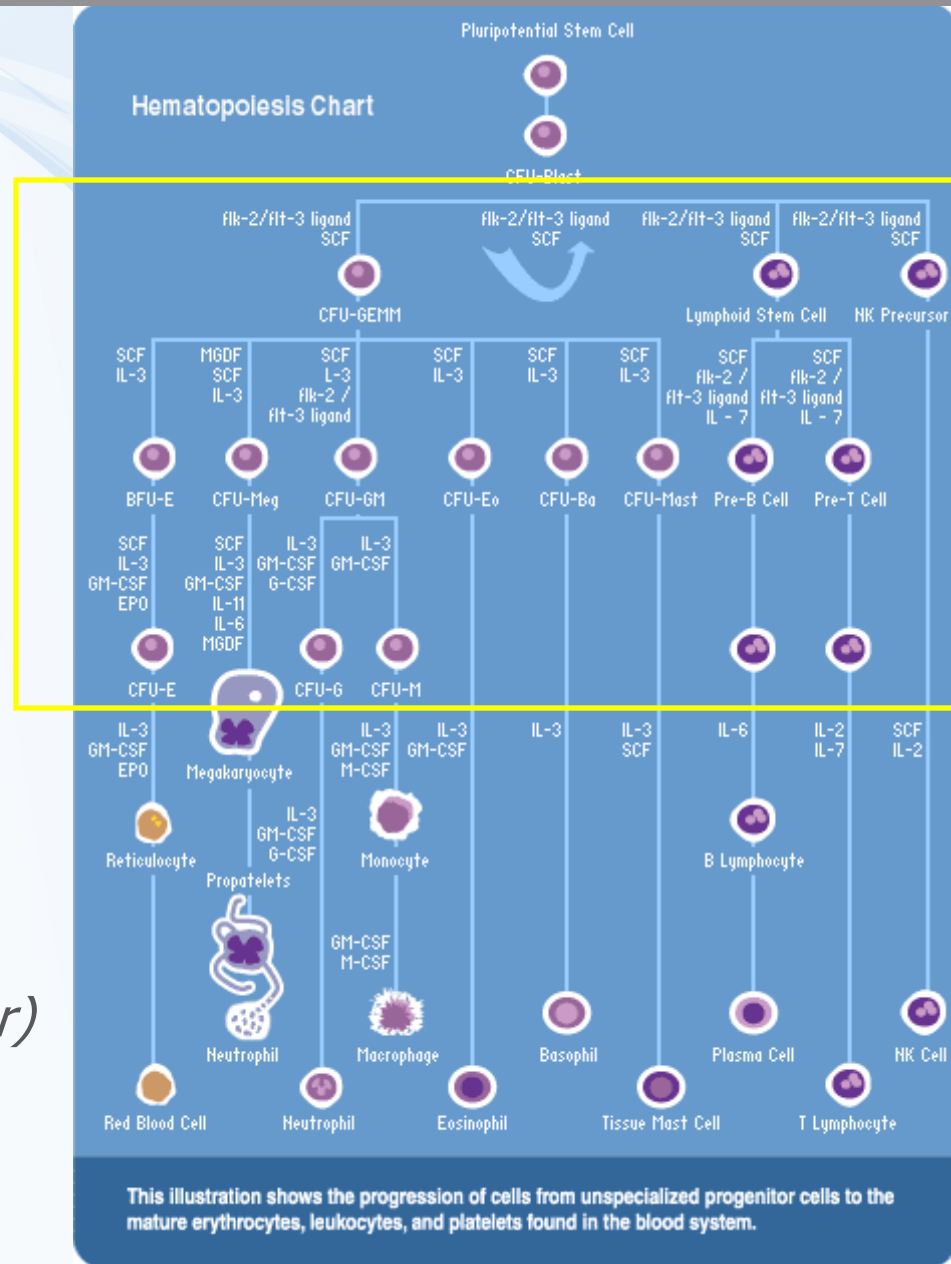 Pluripotential Stem Cell
Hematopoiesis Chart
CFU-Blast
flk-2/flt-3 ligand
SCF
flk-2/flt-3 ligand
SCF
flk-2/flt-3 ligand
SCF
flk-2/flt-3 ligand
SCF
CFU-GEMM
Lymphoid Stem Cell
NK Precursor
SCF
IL-3
MGDF
SCF
IL-3
SCF
L-3
flk-2 /
flt-3 ligand
SCF
IL-3
SCF
IL-3
SCF
IL-3
SCF
flk-2 /
flt-3 ligand
IL - 7
SCF
flk-2 /
flt-3 ligand
IL - 7
BFU-E
CFU-Meg
CFU-GM
CFU-Eo
CFU-Ba
CFU-Mast
Pre-B Cell
Pre-T Cell
SCF
IL-3
GM-CSF
EPO
SCF
IL-3
GM-CSF
IL-11
IL-6
MGDF
IL-3
GM-CSF
G-CSF
IL-3
GM-CSF
CFU-E
CFU-G
CFU-M
IL-3
GM-CSF
EPO
Megakaryocyte
IL-3
GM-CSF
M-CSF
IL-3
GM-CSF
IL-3
IL-3
SCF
IL-6
IL-2
IL-7
SCF
IL-2
IL-3
GM-CSF
G-CSF
Reticulocyte
Monocyte
B Lymphocyte
Propatelets
GM-CSF
M-CSF
r)
Neutrophil
Macrophage
Basophil
Plasma Cell
NK Cell
Red Blood Cell
Neutrophil
Eosinophil
Tissue Mast Cell
T Lymphocyte
This illustration shows the progression of cells from unspecialized progenitor cells to the
mature erythrocytes, leukocytes, and platelets found in the blood system.